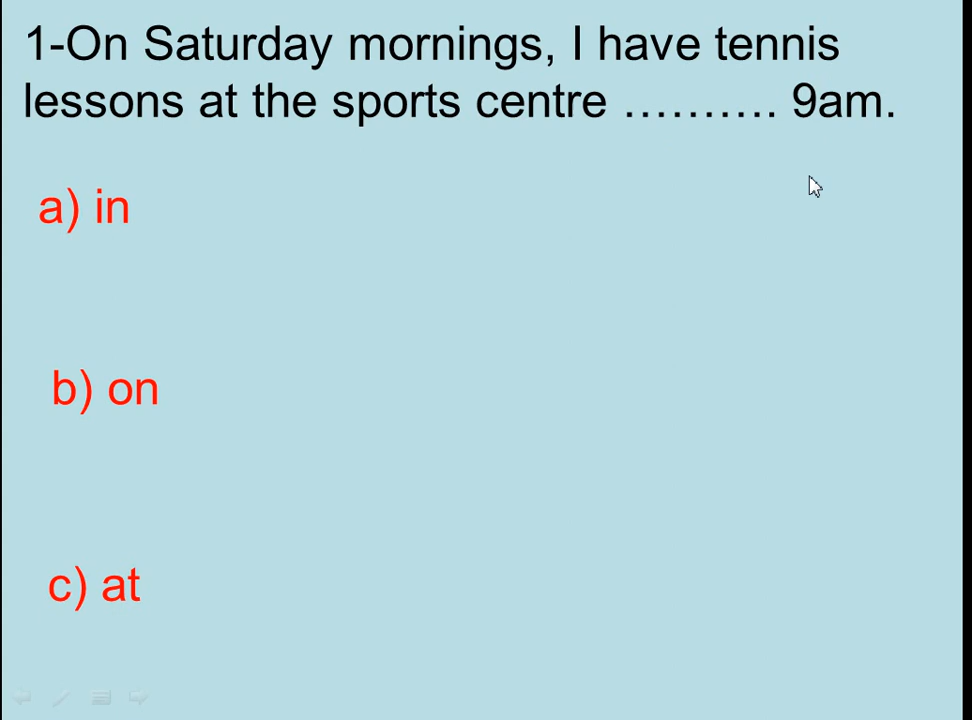 1-On Saturday mornings, I have tennis
lessons at the sports centre ………. 9am.
a) in
b) on
c) at